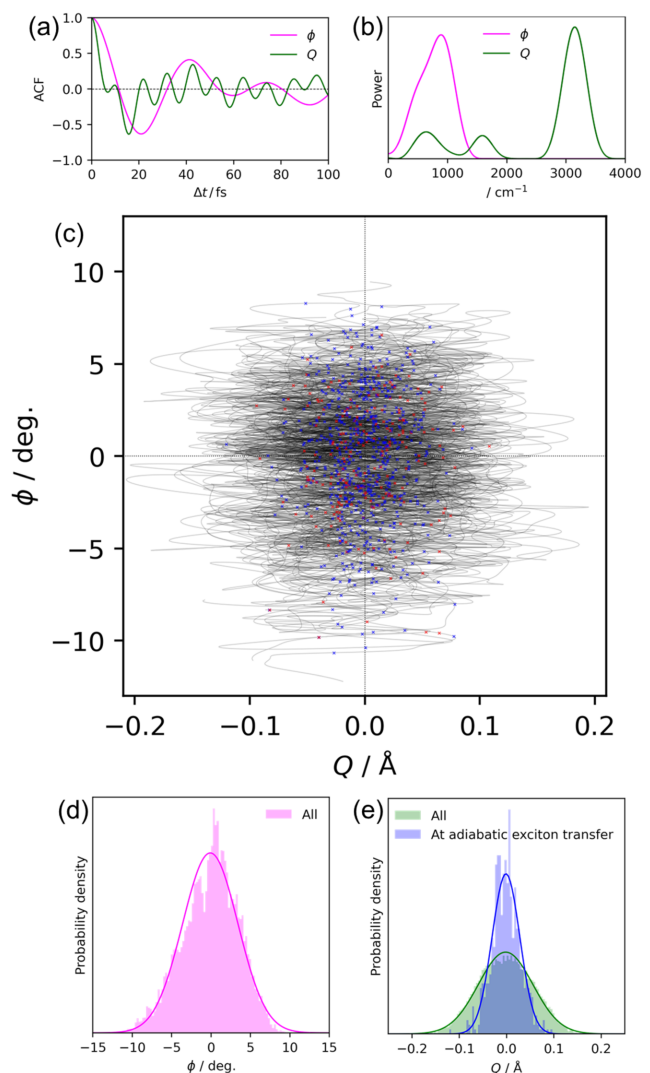 (a)
1.0
0.5
0.0
−0.5
−1.0
ACF
ϕ
Q
0 20 40 60 80 100
Δt / fs
(b)
Power
ϕ
Q
0 1000 2000 3000 4000
/ cm⁻¹
(c)
10
5
0
−5
−10
ϕ / deg.
−0.2 −0.1 0.0 0.1 0.2
Q / Å
(d)
All
Probability density
−15 −10 −5 0 5 10 15
ϕ / deg.
(e)
All
At adiabatic exciton transfer
Probability density
−0.2 −0.1 0.0 0.1 0.2
Q / Å